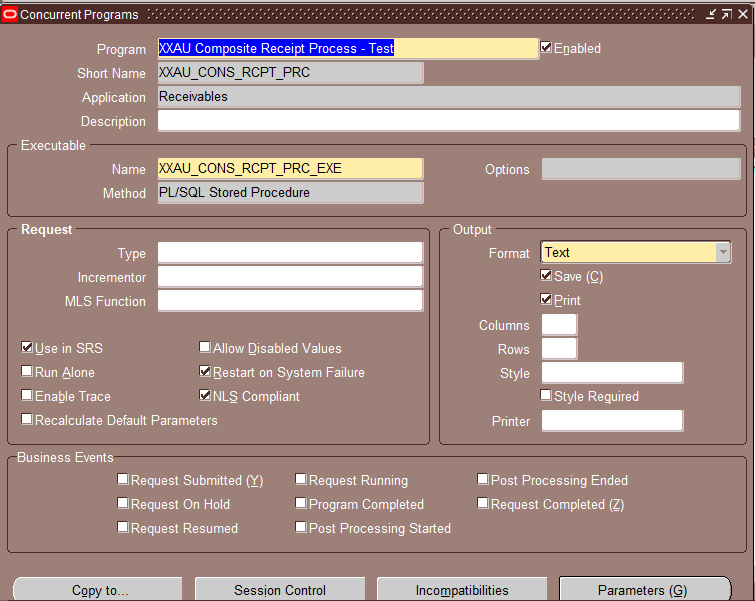 Concurrent Programs
Program XXAU Composite Receipt Process - Test Enabled
Short Name XXAU_CONS_RCPT_PRC
Application Receivables
Description
Executable
Name XXAU_CONS_RCPT_PRC_EXE Options
Method PL/SQL Stored Procedure
Request
Type
Incrementor
MLS Function
Use in SRS Allow Disabled Values
Run Alone Restart on System Failure
Enable Trace NLS Compliant
Recalculate Default Parameters
Output
Format Text
Save (C)
Print
Columns
Rows
Style
Style Required
Printer
Business Events
Request Submitted (Y) Request Running Post Processing Ended
Request On Hold Program Completed Request Completed (Z)
Request Resumed Post Processing Started
Copy to... Session Control Incompatibilities Parameters (G)